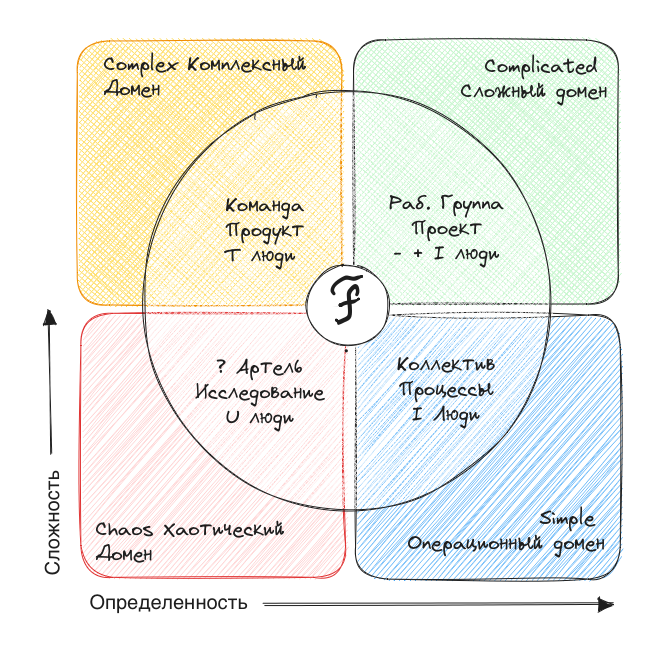 Complex Комплексный
Домен
Complicated
Сложный домен
Команда
Продукт
Т люди
Раб. Группа
Проект
- + I люди
F
? Артель
Исследование
U люди
Коллектив
Процессы
I Люди
Chaos Хаотический
Домен
Simple
Операционный домен
Сложность
Определенность